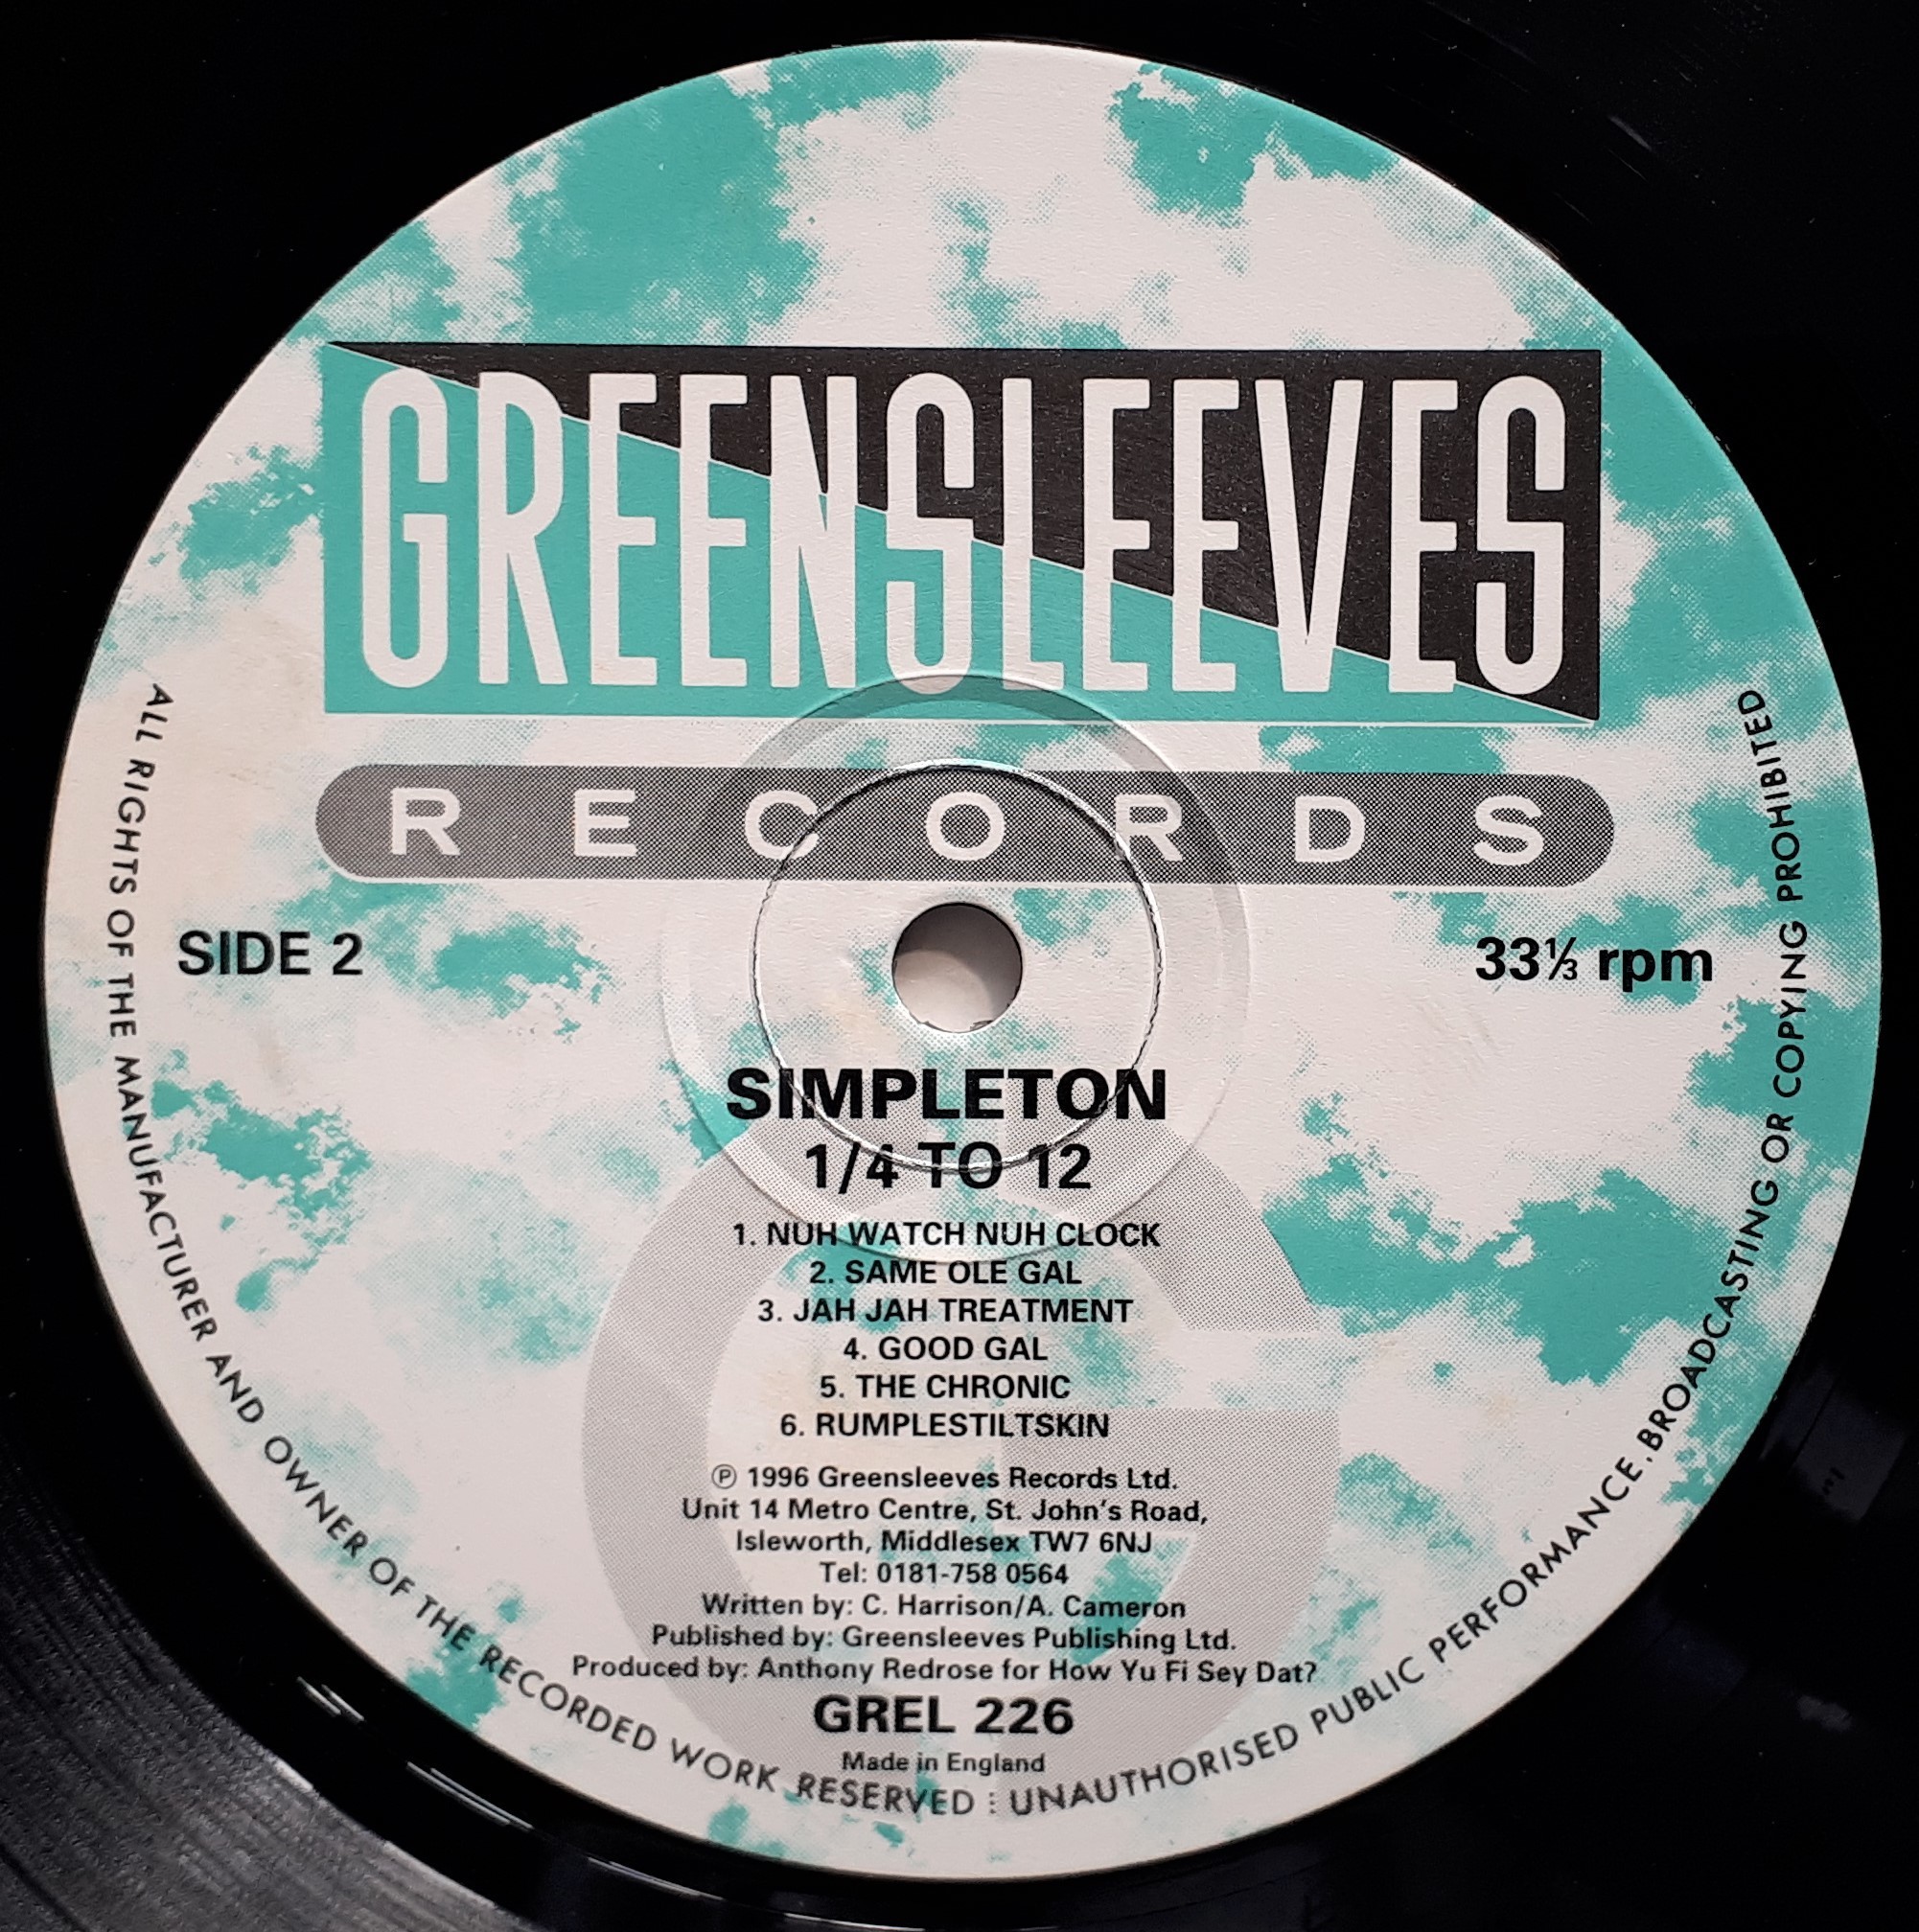 GREENSLEEVES
RECORDS
SIDE 2
33⅓ rpm
SIMPLETON
1/4 TO 12
1. NUH WATCH NUH CLOCK
2. SAME OLE GAL
3. JAH JAH TREATMENT
4. GOOD GAL
5. THE CHRONIC
6. RUMPLESTILTSKIN
℗ 1996 Greensleeves Records Ltd.
Unit 14 Metro Centre, St. John's Road,
Isleworth, Middlesex TW7 6NJ
Tel: 0181-758 0564
Written by: C. Harrison/A. Cameron
Published by: Greensleeves Publishing Ltd.
Produced by: Anthony Redrose for How Yu Fi Sey Dat?
GREL 226
Made in England
ALL RIGHTS OF THE MANUFACTURER AND OWNER OF THE RECORDED WORK RESERVED : UNAUTHORISED PUBLIC PERFORMANCE, BROADCASTING OR COPYING PROHIBITED